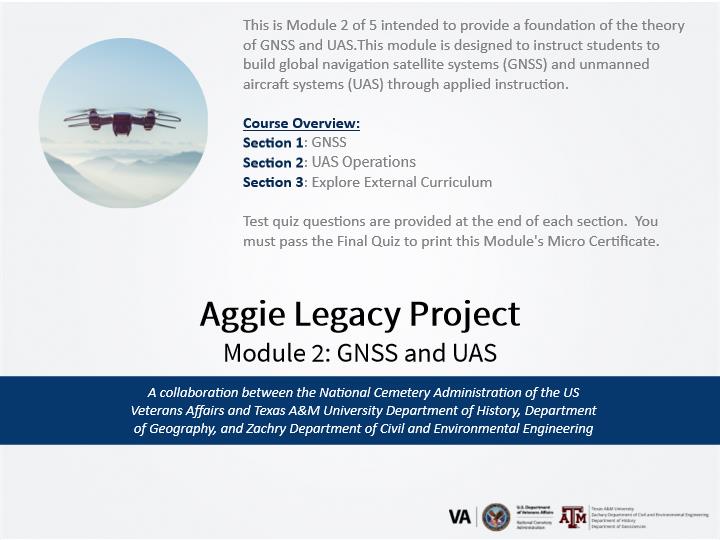 This is Module 2 of 5 intended to provide a foundation of the theory
of GNSS and UAS.This module is designed to instruct students to
build global navigation satellite systems (GNSS) and unmanned
aircraft systems (UAS) through applied instruction.
Course Overview:
Section 1: GNSS
Section 2: UAS Operations
Section 3: Explore External Curriculum
Test quiz questions are provided at the end of each section. You
must pass the Final Quiz to print this Module's Micro Certificate.
Aggie Legacy Project
Module 2: GNSS and UAS
A collaboration between the National Cemetery Administration of the US
Veterans Affairs and Texas A&M University Department of History, Department
of Geography, and Zachry Department of Civil and Environmental Engineering
VA
U.S. Department
of Veterans Affairs
National Cemetery
Administration
ATM
Texas A&M University
Zachry Department of Civil and Environmental Engineering
Department of History
Department of Geosciences